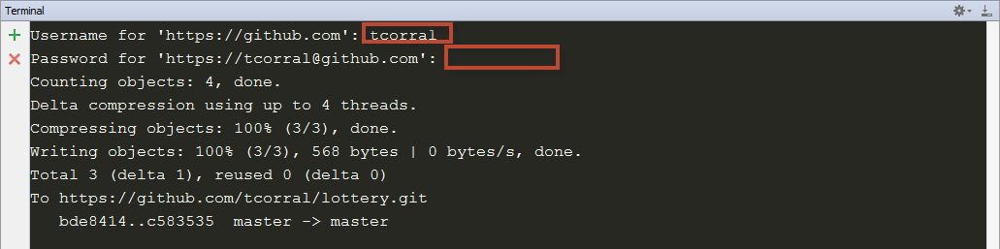 Terminal
Username for 'https://github.com': tcorral
Password for 'https://tcorral@github.com':
Counting objects: 4, done.
Delta compression using up to 4 threads.
Compressing objects: 100% (3/3), done.
Writing objects: 100% (3/3), 568 bytes | 0 bytes/s, done.
Total 3 (delta 1), reused 0 (delta 0)
To https://github.com/tcorral/lottery.git
   bde8414..c583535  master -> master